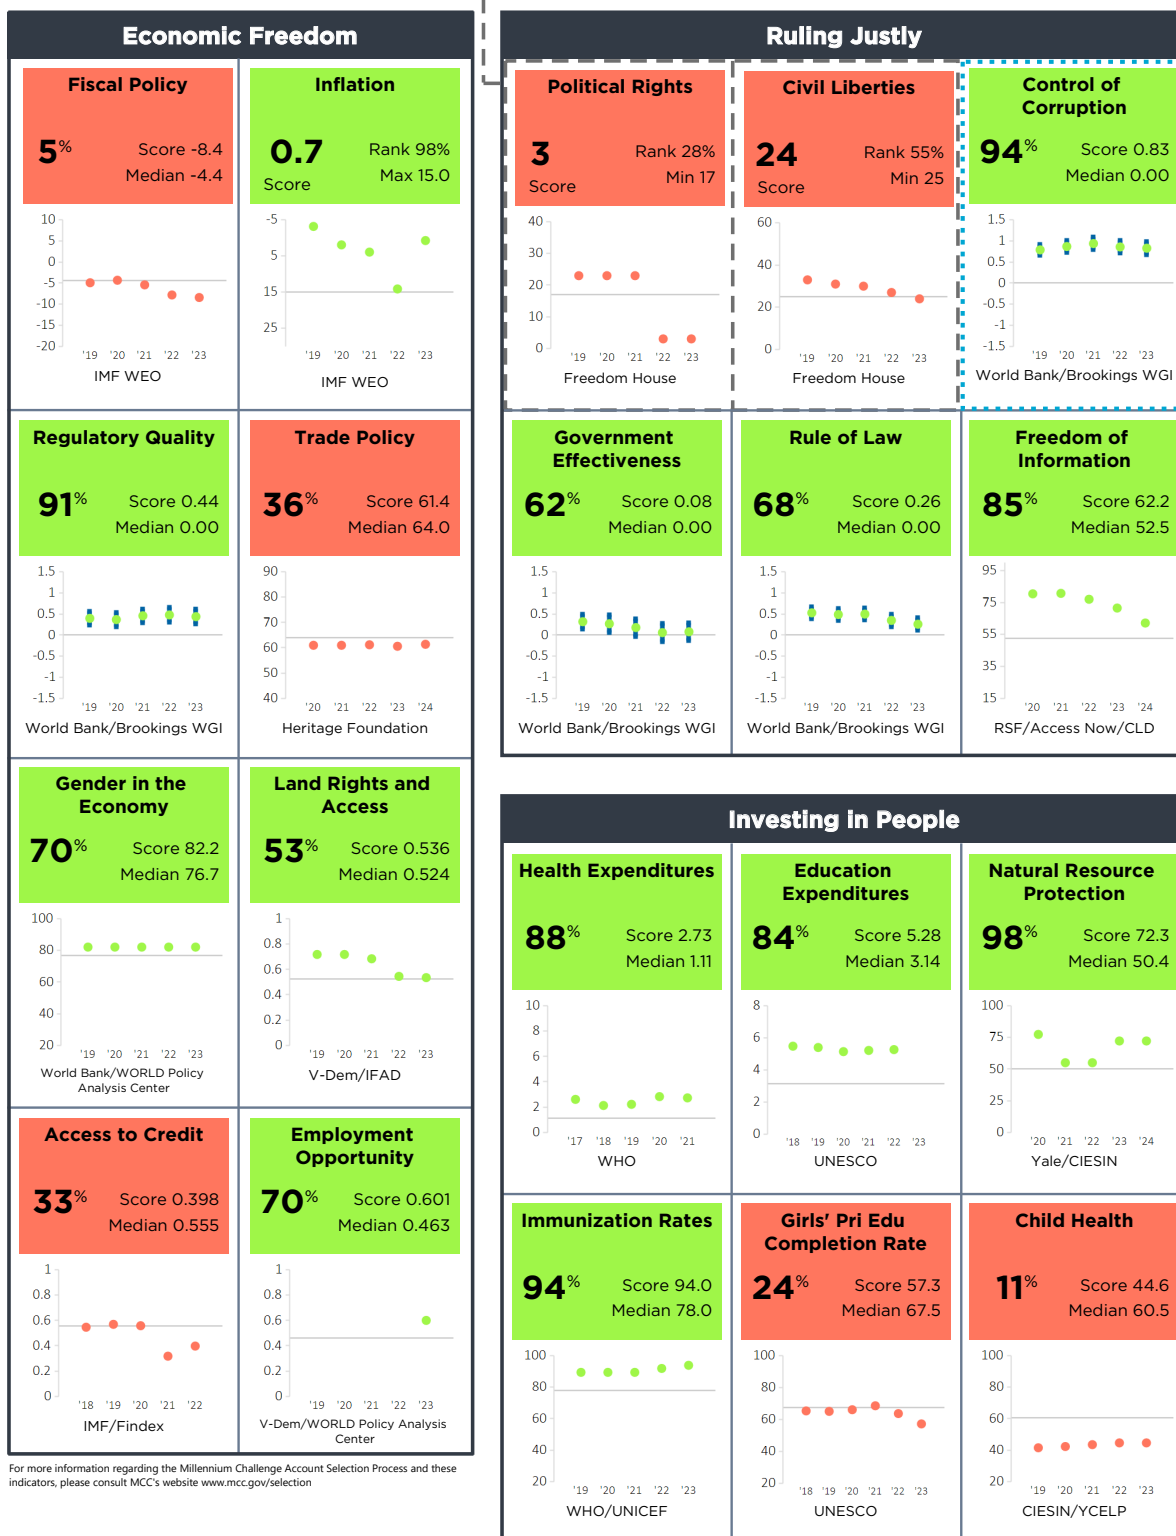 Economic Freedom
Fiscal Policy
5%
Score -8.4
Median -4.4
10
5
0
-5
-10
-15
-20
'19 '20 '21 '22 '23
IMF WEO
Inflation
0.7
Score
Rank 98%
Max 15.0
-5
5
15
25
'19 '20 '21 '22 '23
IMF WEO
Regulatory Quality
91%
Score 0.44
Median 0.00
1.5
1
0.5
0
-0.5
-1
-1.5
'19 '20 '21 '22 '23
World Bank/Brookings WGI
Trade Policy
36%
Score 61.4
Median 64.0
90
80
70
60
50
40
'20 '21 '22 '23 '24
Heritage Foundation
Gender in the
Economy
70%
Score 82.2
Median 76.7
100
80
60
40
20
'19 '20 '21 '22 '23
World Bank/WORLD Policy
Analysis Center
Land Rights and
Access
53%
Score 0.536
Median 0.524
1
0.8
0.6
0.4
0.2
0
'19 '20 '21 '22 '23
V-Dem/IFAD
Access to Credit
33%
Score 0.398
Median 0.555
1
0.8
0.6
0.4
0.2
0
'18 '19 '20 '21 '22
IMF/Findex
Employment
Opportunity
70%
Score 0.601
Median 0.463
1
0.8
0.6
0.4
0.2
0
'19 '20 '21 '22 '23
V-Dem/WORLD Policy Analysis
Center
For more information regarding the Millennium Challenge Account Selection Process and these
indicators, please consult MCC's website www.mcc.gov/selection
Ruling Justly
Political Rights
3
Score
Rank 28%
Min 17
40
30
20
10
0
'19 '20 '21 '22 '23
Freedom House
Civil Liberties
24
Score
Rank 55%
Min 25
60
40
20
0
'19 '20 '21 '22 '23
Freedom House
Control of
Corruption
94%
Score 0.83
Median 0.00
1.5
1
0.5
0
-0.5
-1
-1.5
'19 '20 '21 '22 '23
World Bank/Brookings WGI
Government
Effectiveness
62%
Score 0.08
Median 0.00
1.5
1
0.5
0
-0.5
-1
-1.5
'19 '20 '21 '22 '23
World Bank/Brookings WGI
Rule of Law
68%
Score 0.26
Median 0.00
1.5
1
0.5
0
-0.5
-1
-1.5
'19 '20 '21 '22 '23
World Bank/Brookings WGI
Freedom of
Information
85%
Score 62.2
Median 52.5
95
75
55
35
15
'20 '21 '22 '23 '24
RSF/Access Now/CLD
Investing in People
Health Expenditures
88%
Score 2.73
Median 1.11
10
8
6
4
2
0
'17 '18 '19 '20 '21
WHO
Education
Expenditures
84%
Score 5.28
Median 3.14
8
6
4
2
0
'18 '19 '20 '21 '22 '23
UNESCO
Natural Resource
Protection
98%
Score 72.3
Median 50.4
100
75
50
25
0
'20 '21 '22 '23 '24
Yale/CIESIN
Immunization Rates
94%
Score 94.0
Median 78.0
100
80
60
40
20
'19 '20 '21 '22 '23
WHO/UNICEF
Girls' Pri Edu
Completion Rate
24%
Score 57.3
Median 67.5
100
80
60
40
20
'18 '19 '20 '21 '22 '23
UNESCO
Child Health
11%
Score 44.6
Median 60.5
100
80
60
40
20
'19 '20 '21 '22 '23
CIESIN/YCELP